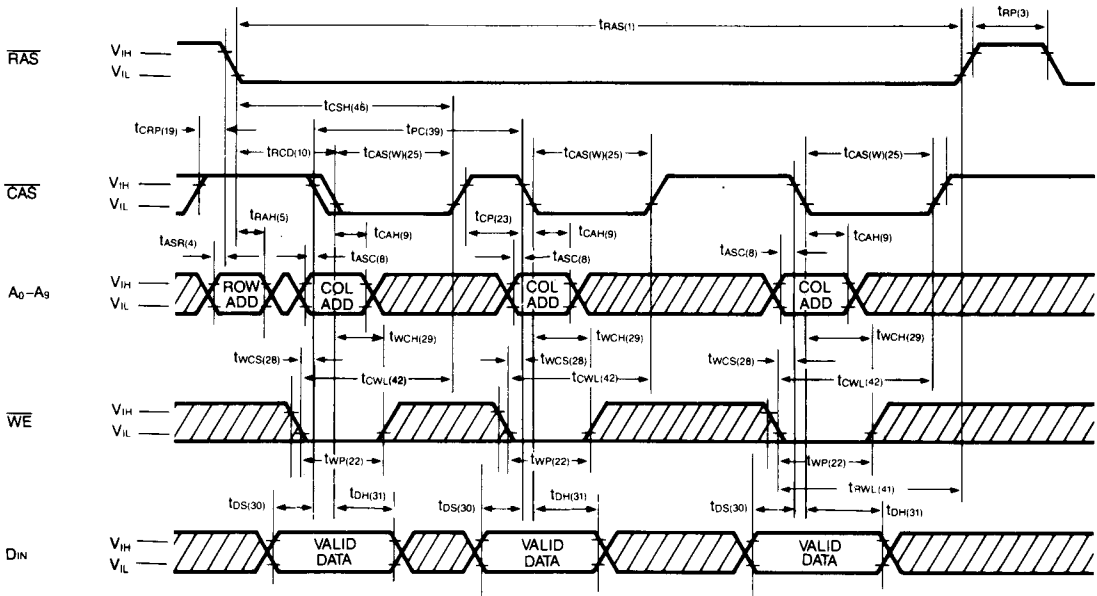 tRAS(1) tRP(3)
RAS VIH VIL
tCSH(46)
tCRP(19) tPC(39)
tRCD(10) tCAS(W)(25) tCAS(W)(25) tCAS(W)(25)
CAS VIH VIL
tRAH(5) tCP(23)
tASR(4) tCAH(9) tCAH(9) tCAH(9)
tASC(8) tASC(8) tASC(8)
A0–A9 VIH VIL
ROW ADD COL ADD COL ADD COL ADD
tWCH(29) tWCH(29) tWCH(29)
tWCS(28) tWCS(28) tWCS(28)
tCWL(42) tCWL(42) tCWL(42)
WE VIH VIL
tWP(22) tWP(22) tWP(22)
tRWL(41)
tDS(30) tDH(31) tDS(30) tDH(31) tDS(30) tDH(31)
DIN VIH VIL
VALID DATA VALID DATA VALID DATA